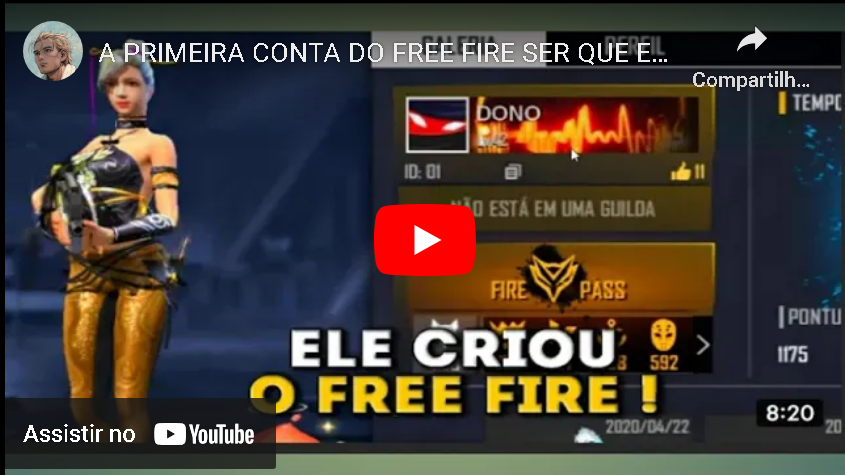 A PRIMEIRA CONTA DO FREE FIRE SER QUE E...
GALERIA
PERFIL
Compartilh...
DONO
TEMPO
ID: 01
11
NÃO ESTÁ EM UMA GUILDA
FIRE PASS
592
PONTU
1175
ELE CRIOU
O FREE FIRE !
8:20
2020/04/22
20
Assistir no YouTube